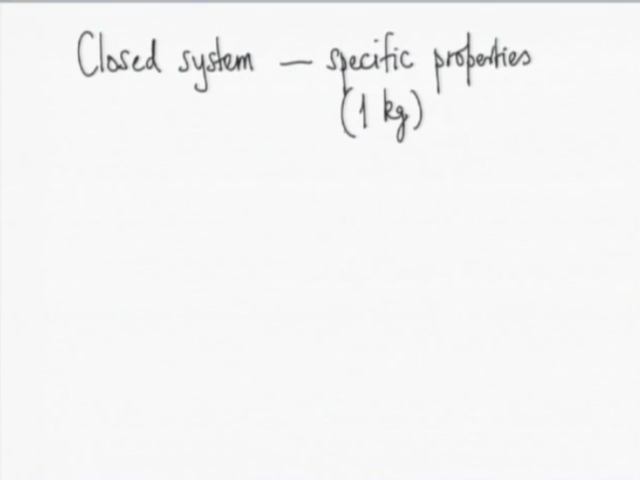 Closed system — specific properties
(1 kg)